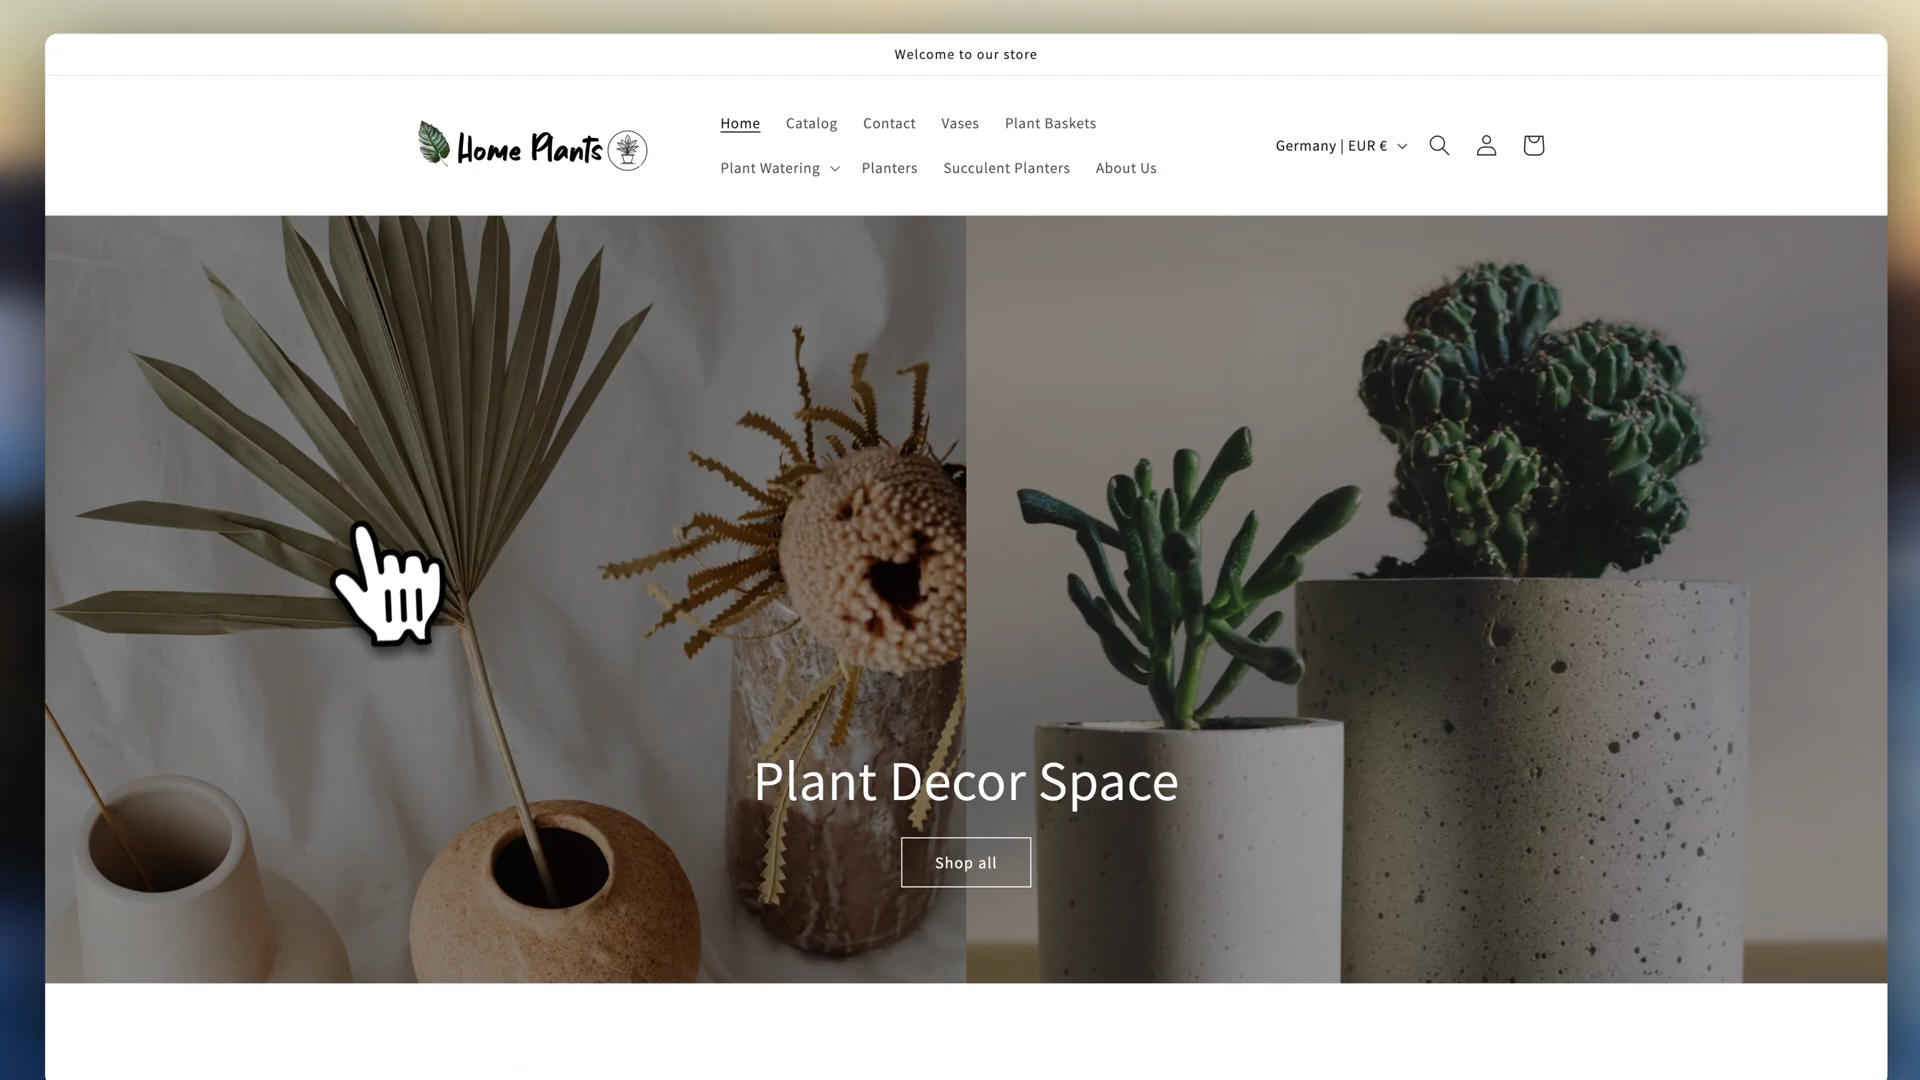 Welcome to our store
Home Plants
Home Catalog Contact Vases Plant Baskets
Plant Watering Planters Succulent Planters About Us
Germany | EUR €
Plant Decor Space
Shop all